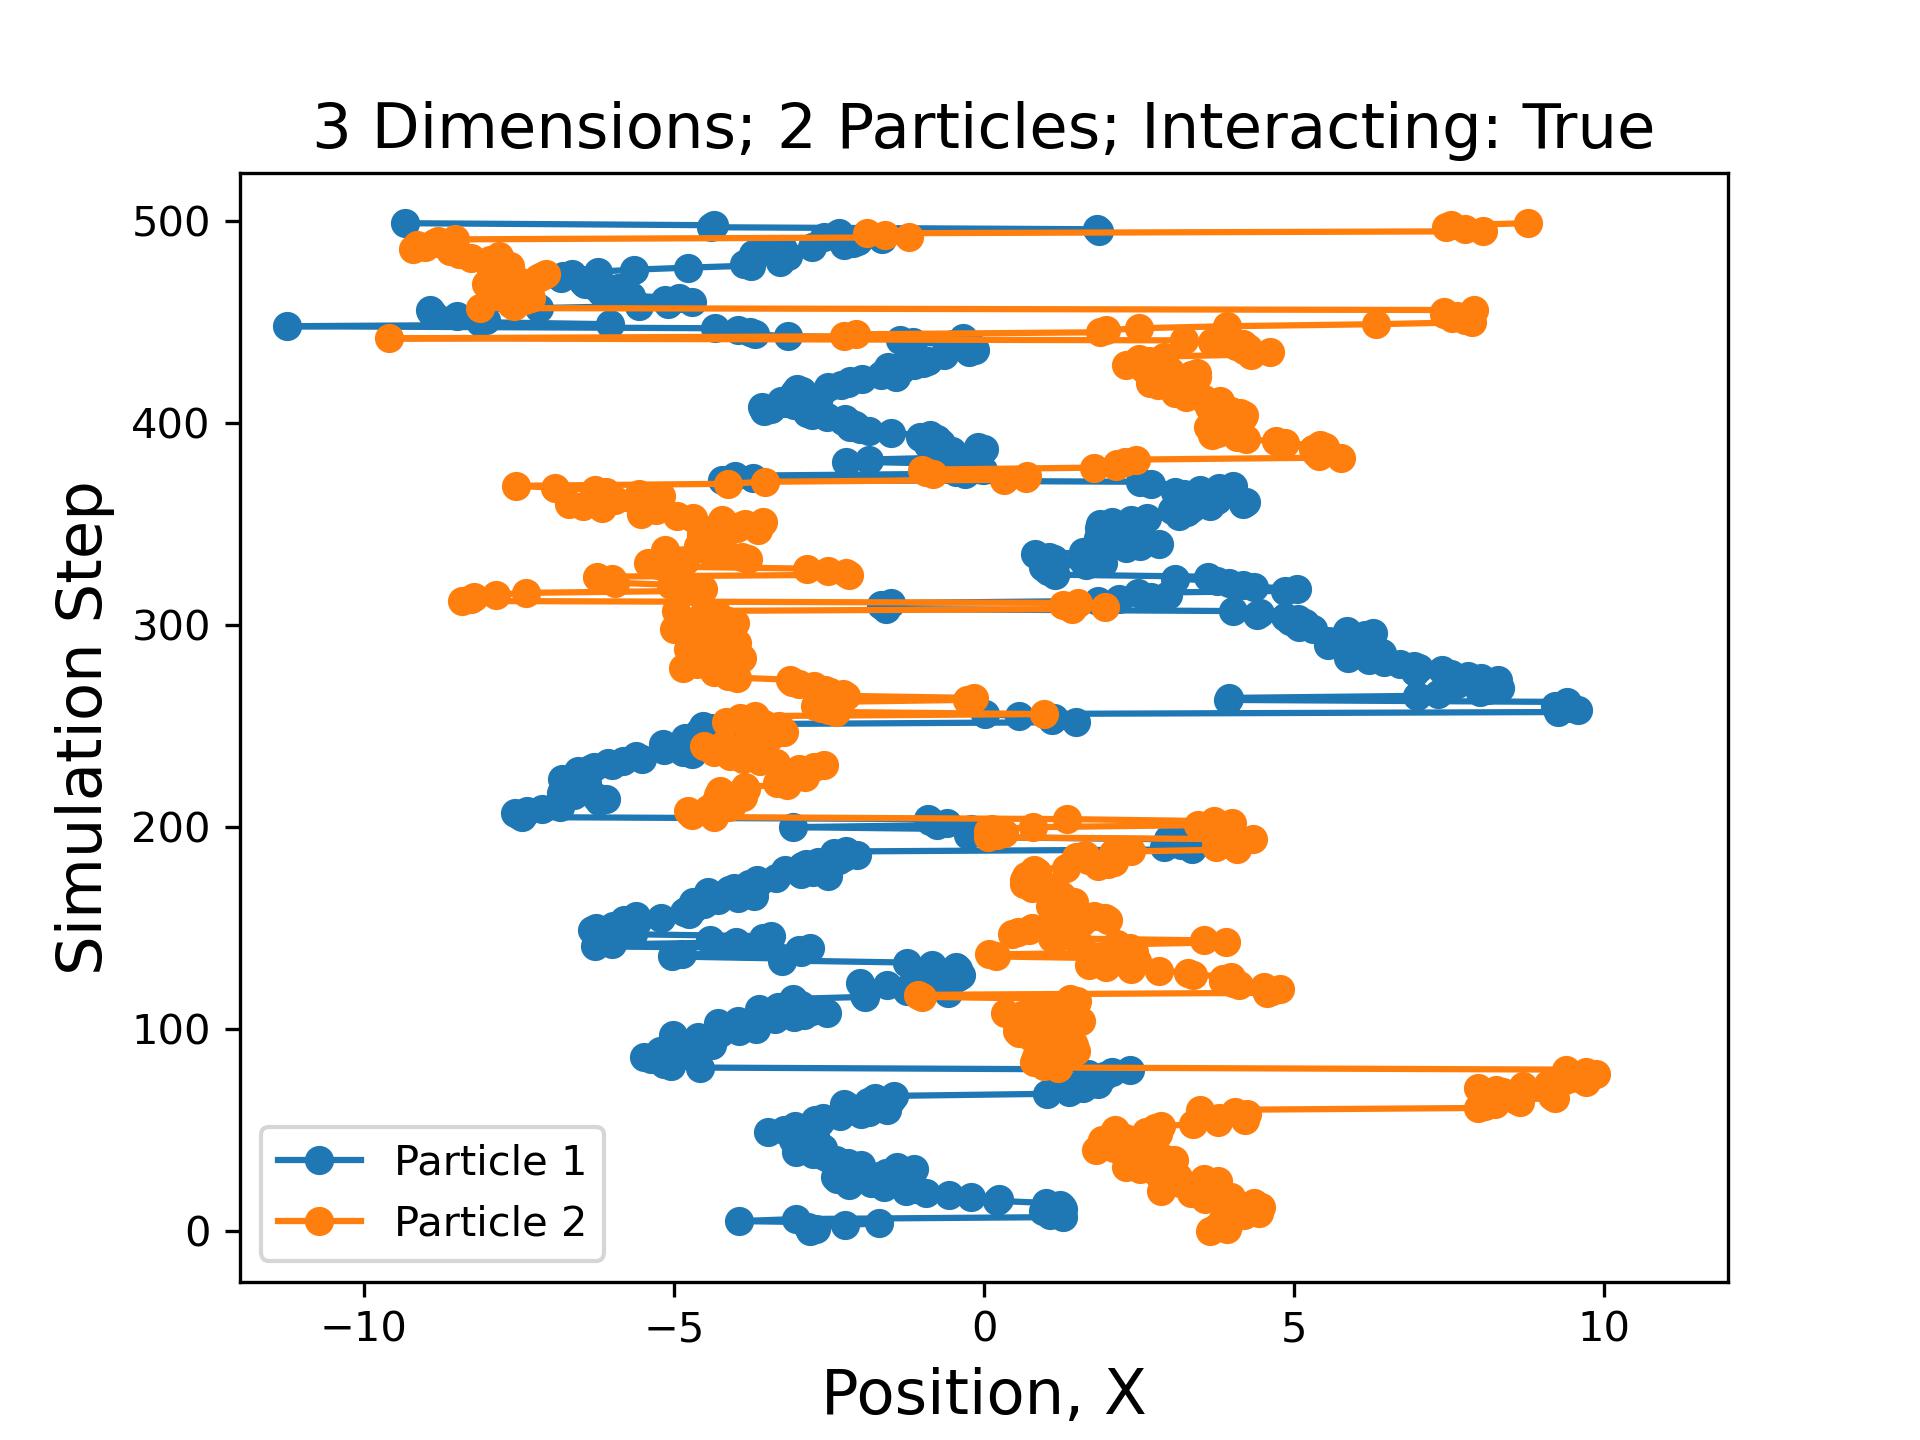 3 Dimensions; 2 Particles; Interacting: True
Simulation Step
500
400
300
200
100
0
Particle 1
Particle 2
−10
−5
0
5
10
Position, X